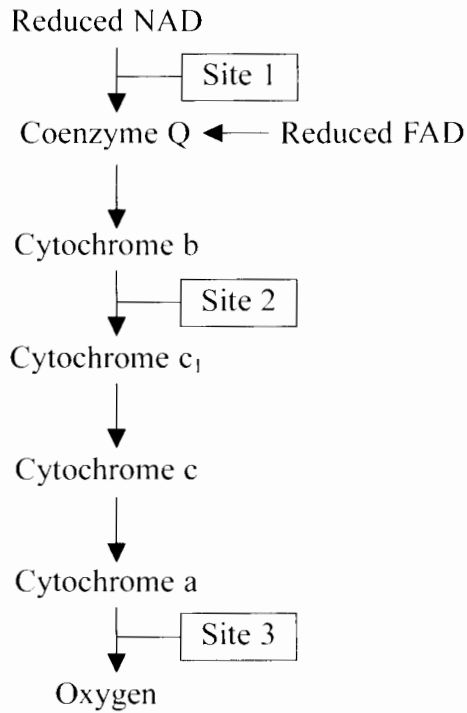 Reduced NAD
Site 1
Coenzyme Q Reduced FAD
Cytochrome b
Site 2
Cytochrome c₁
Cytochrome c
Cytochrome a
Site 3
Oxygen